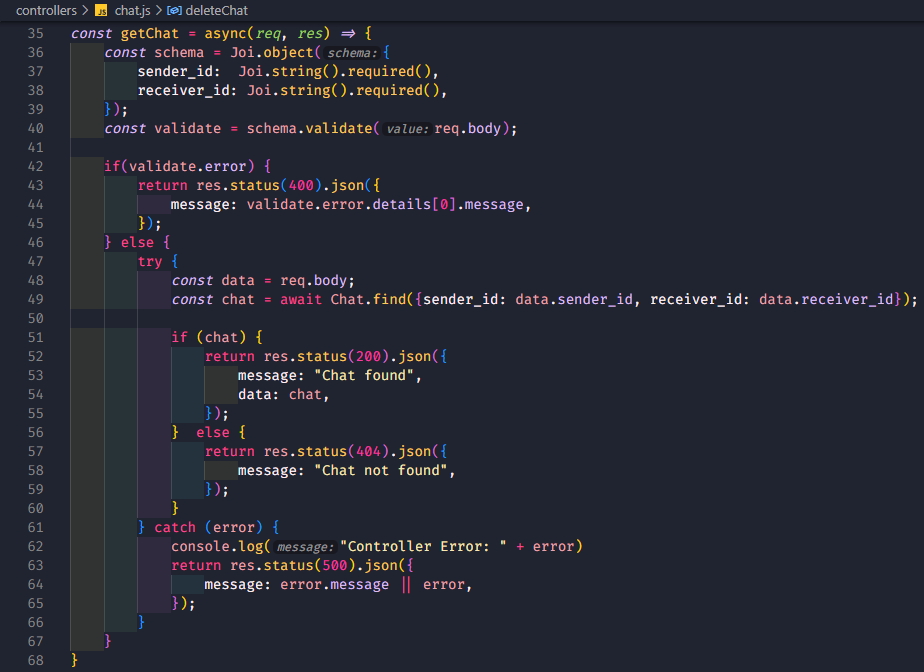 controllers > JS chat.js > deleteChat
35 const getChat = async(req, res) => {
36     const schema = Joi.object( schema: {
37         sender_id:  Joi.string().required(),
38         receiver_id: Joi.string().required(),
39     });
40     const validate = schema.validate( value: req.body);
41
42     if(validate.error) {
43         return res.status(400).json({
44             message: validate.error.details[0].message,
45         });
46     } else {
47         try {
48             const data = req.body;
49             const chat = await Chat.find({sender_id: data.sender_id, receiver_id: data.receiver_id});
50
51             if (chat) {
52                 return res.status(200).json({
53                     message: "Chat found",
54                     data: chat,
55                 });
56             }  else {
57                 return res.status(404).json({
58                     message: "Chat not found",
59                 });
60             }
61         } catch (error) {
62             console.log( message: "Controller Error: " + error)
63             return res.status(500).json({
64                 message: error.message || error,
65             });
66         }
67     }
68 }